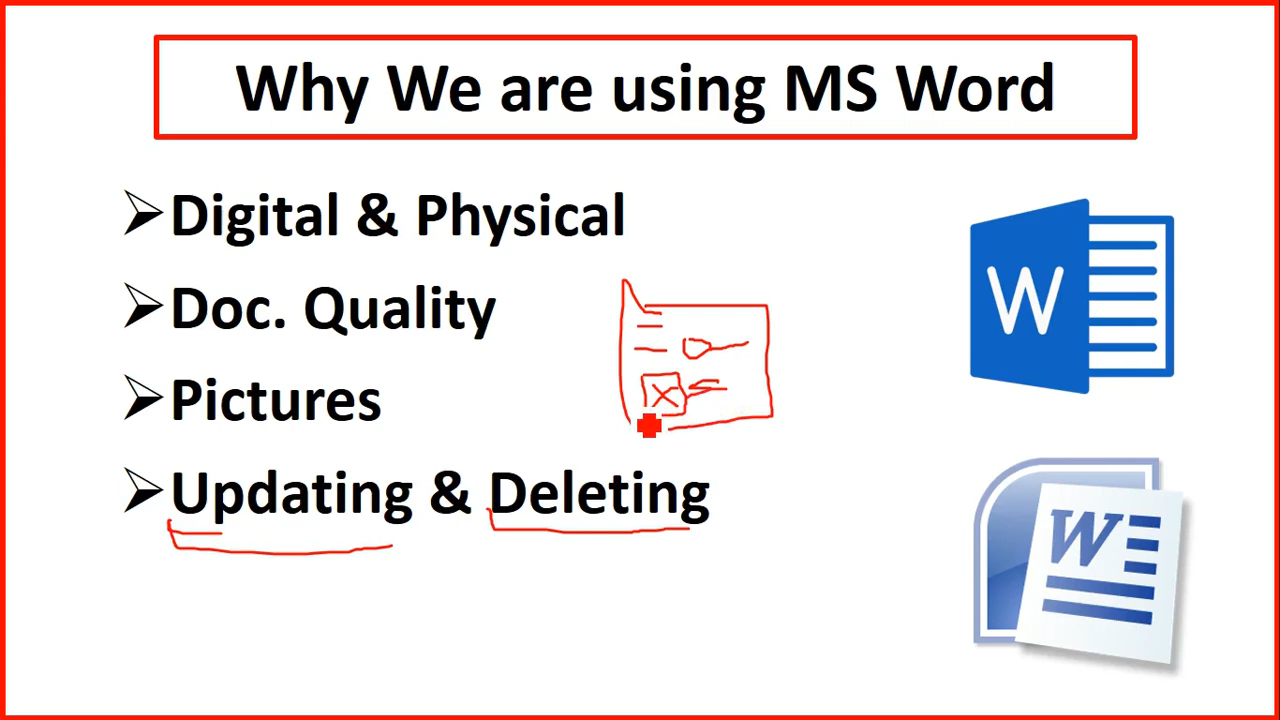 Why We are using MS Word
Digital & Physical
Doc. Quality
Pictures
Updating & Deleting
W
W